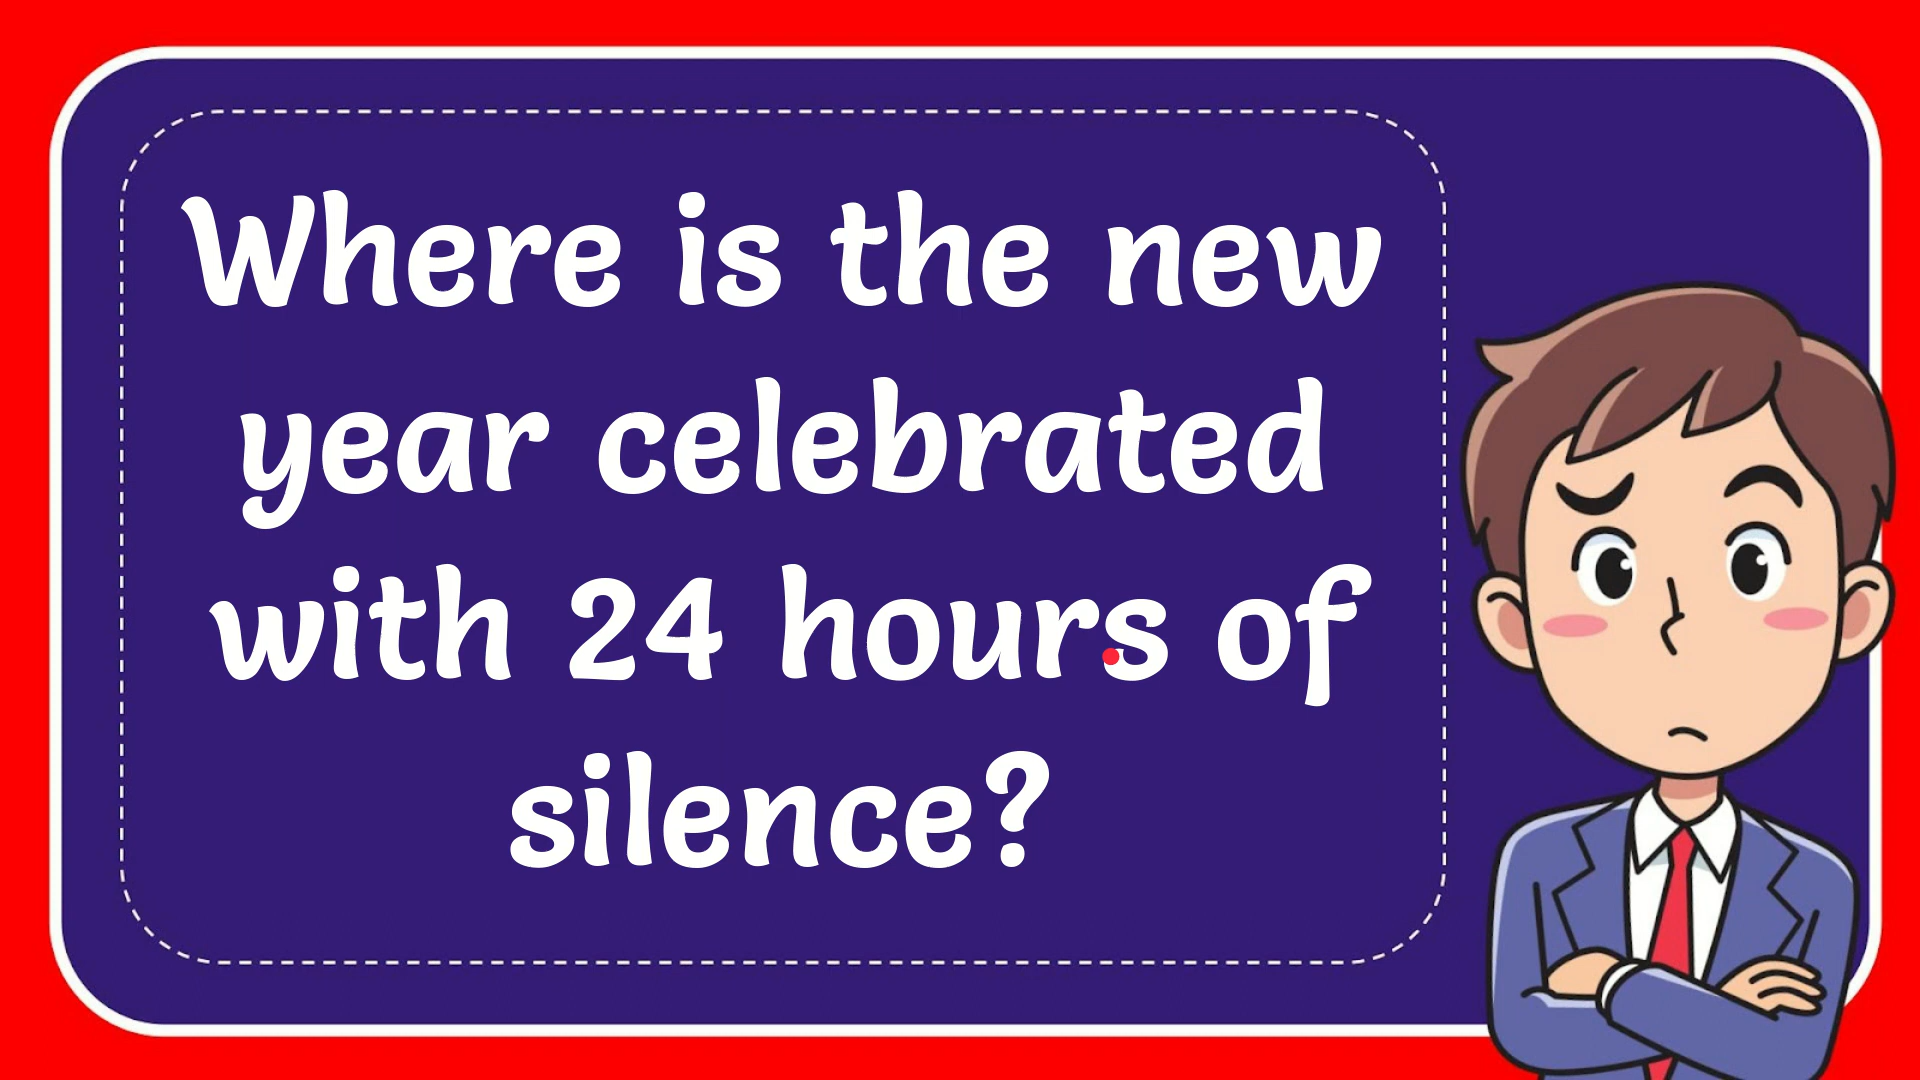 Where is the new
year celebrated
with 24 hours of
silence?